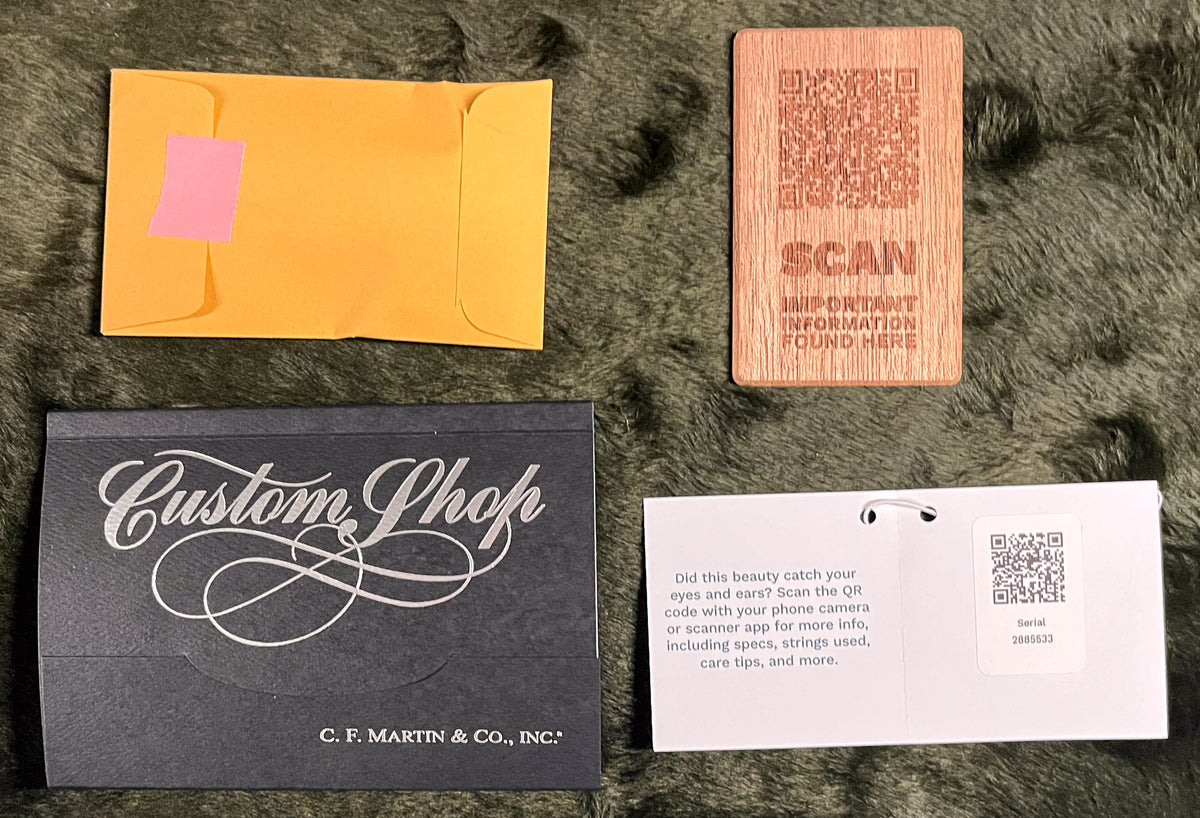 SCAN
IMPORTANT
INFORMATION
FOUND HERE
Custom Shop
C. F. MARTIN & CO., INC.®
Did this beauty catch your
eyes and ears? Scan the QR
code with your phone camera
or scanner app for more info,
including specs, strings used,
care tips, and more.
Serial
2885533